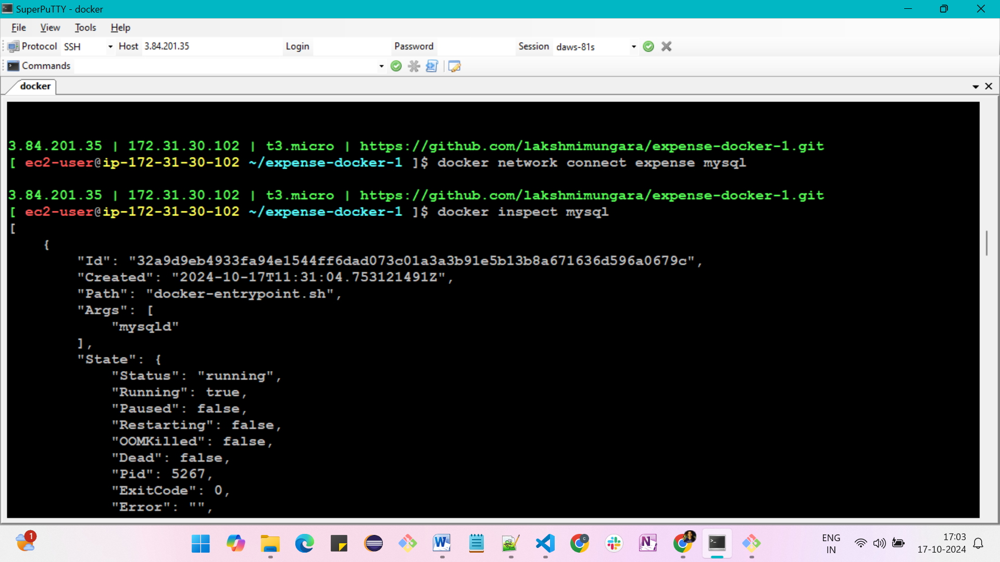 SuperPuTTY - docker
File View Tools Help
Protocol SSH Host 3.84.201.35 Login Password Session daws-81s
Commands
docker
3.84.201.35 | 172.31.30.102 | t3.micro | https://github.com/lakshmimungara/expense-docker-1.git
[ ec2-user@ip-172-31-30-102 ~/expense-docker-1 ]$ docker network connect expense mysql
3.84.201.35 | 172.31.30.102 | t3.micro | https://github.com/lakshmimungara/expense-docker-1.git
[ ec2-user@ip-172-31-30-102 ~/expense-docker-1 ]$ docker inspect mysql
[
    {
        "Id": "32a9d9eb4933fa94e1544ff6dad073c01a3a3b91e5b13b8a671636d596a0679c",
        "Created": "2024-10-17T11:31:04.753121491Z",
        "Path": "docker-entrypoint.sh",
        "Args": [
            "mysqld"
        ],
        "State": {
            "Status": "running",
            "Running": true,
            "Paused": false,
            "Restarting": false,
            "OOMKilled": false,
            "Dead": false,
            "Pid": 5267,
            "ExitCode": 0,
            "Error": "",
1
W
N
C
ENG
IN
17:03
17-10-2024